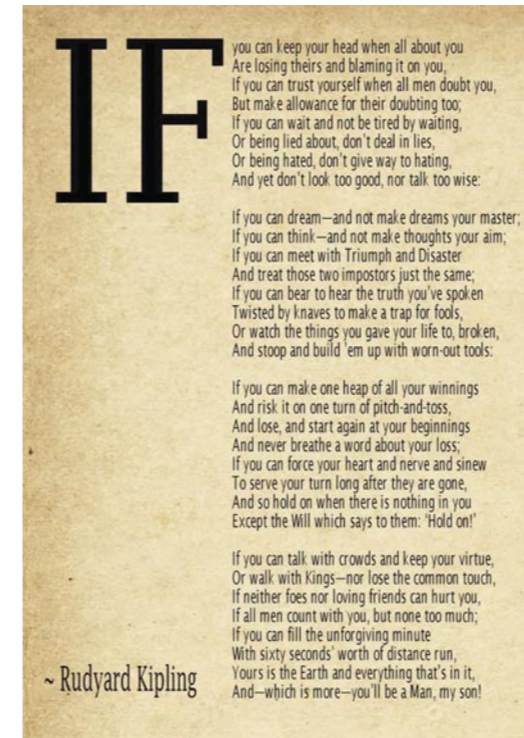 IF
you can keep your head when all about you
Are losing theirs and blaming it on you,
If you can trust yourself when all men doubt you,
But make allowance for their doubting too;
If you can wait and not be tired by waiting,
Or being lied about, don't deal in lies,
Or being hated, don't give way to hating,
And yet don't look too good, nor talk too wise:
If you can dream—and not make dreams your master;
If you can think—and not make thoughts your aim;
If you can meet with Triumph and Disaster
And treat those two impostors just the same;
If you can bear to hear the truth you've spoken
Twisted by knaves to make a trap for fools,
Or watch the things you gave your life to, broken,
And stoop and build 'em up with worn-out tools:
If you can make one heap of all your winnings
And risk it on one turn of pitch-and-toss,
And lose, and start again at your beginnings
And never breathe a word about your loss;
If you can force your heart and nerve and sinew
To serve your turn long after they are gone,
And so hold on when there is nothing in you
Except the Will which says to them: 'Hold on!'
If you can talk with crowds and keep your virtue,
Or walk with Kings—nor lose the common touch,
If neither foes nor loving friends can hurt you,
If all men count with you, but none too much;
If you can fill the unforgiving minute
With sixty seconds' worth of distance run,
Yours is the Earth and everything that's in it,
And—which is more—you'll be a Man, my son!
~ Rudyard Kipling